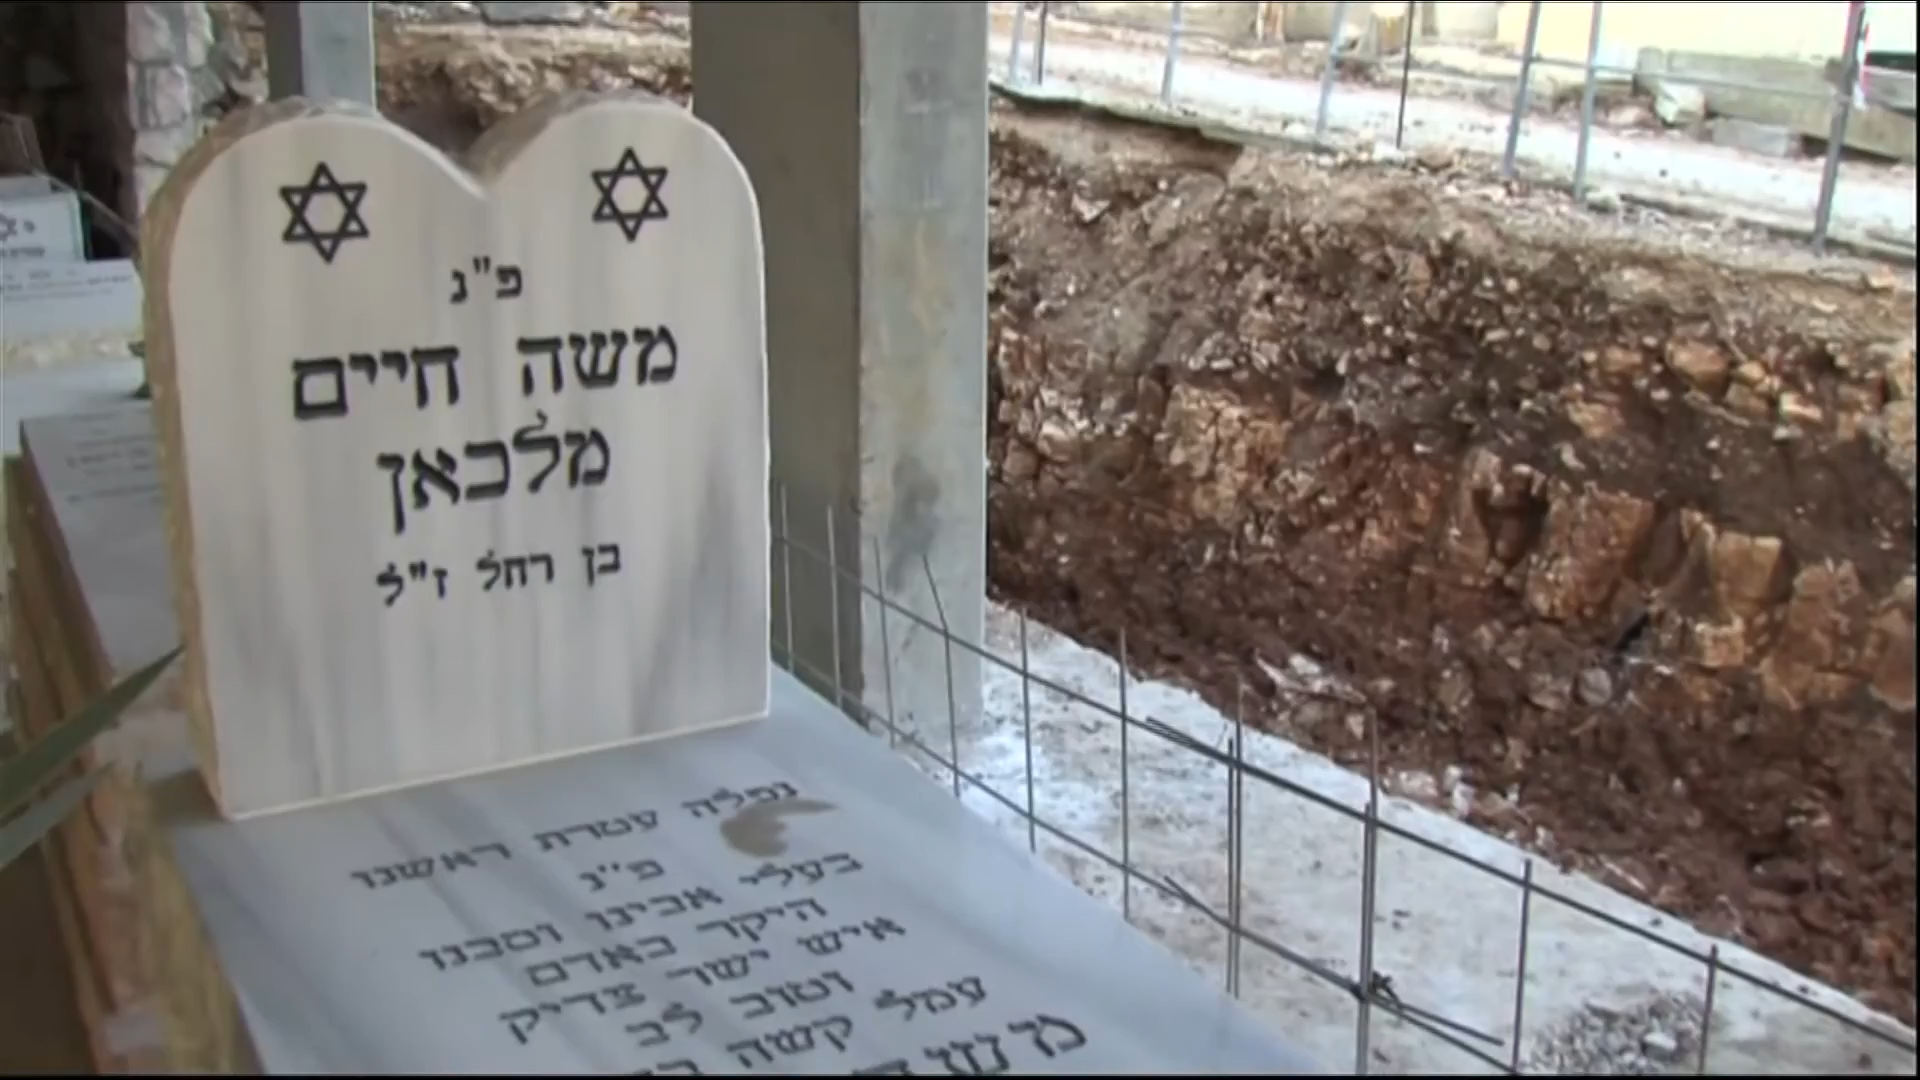 פ"נ
משה חיים
מלכאן
בן רחל ז"ל
נפלה עטרת ראשנו
פ"נ
בעלי אבינו וסבנו
היקר באדם
איש ישר צדיק
וטוב לב
עמל קשה